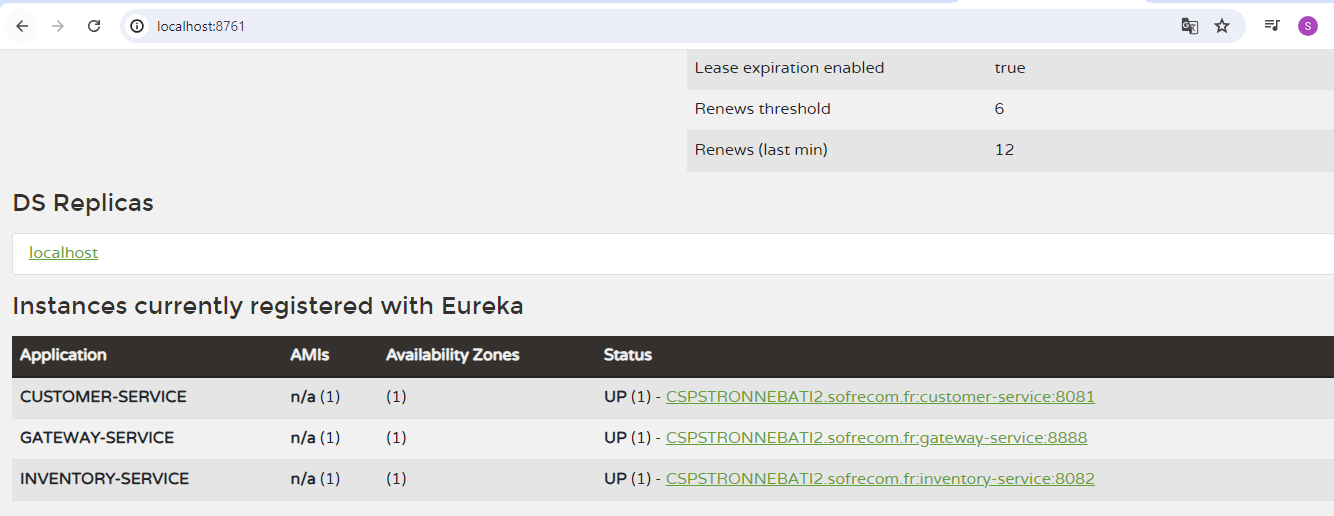 localhost:8761
S
Lease expiration enabled true
Renews threshold 6
Renews (last min) 12
DS Replicas
localhost
Instances currently registered with Eureka
Application AMIs Availability Zones Status
CUSTOMER-SERVICE n/a (1) (1) UP (1) - CSPSTRONNEBATI2.sofrecom.fr:customer-service:8081
GATEWAY-SERVICE n/a (1) (1) UP (1) - CSPSTRONNEBATI2.sofrecom.fr:gateway-service:8888
INVENTORY-SERVICE n/a (1) (1) UP (1) - CSPSTRONNEBATI2.sofrecom.fr:inventory-service:8082